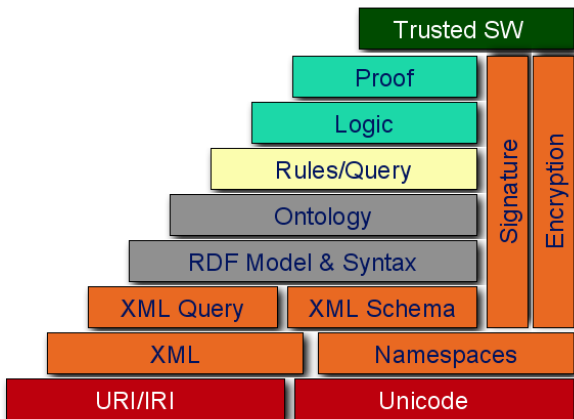 Trusted SW
Proof
Logic
Rules/Query
Ontology
RDF Model & Syntax
XML Query
XML Schema
Signature
Encryption
XML
Namespaces
URI/IRI
Unicode